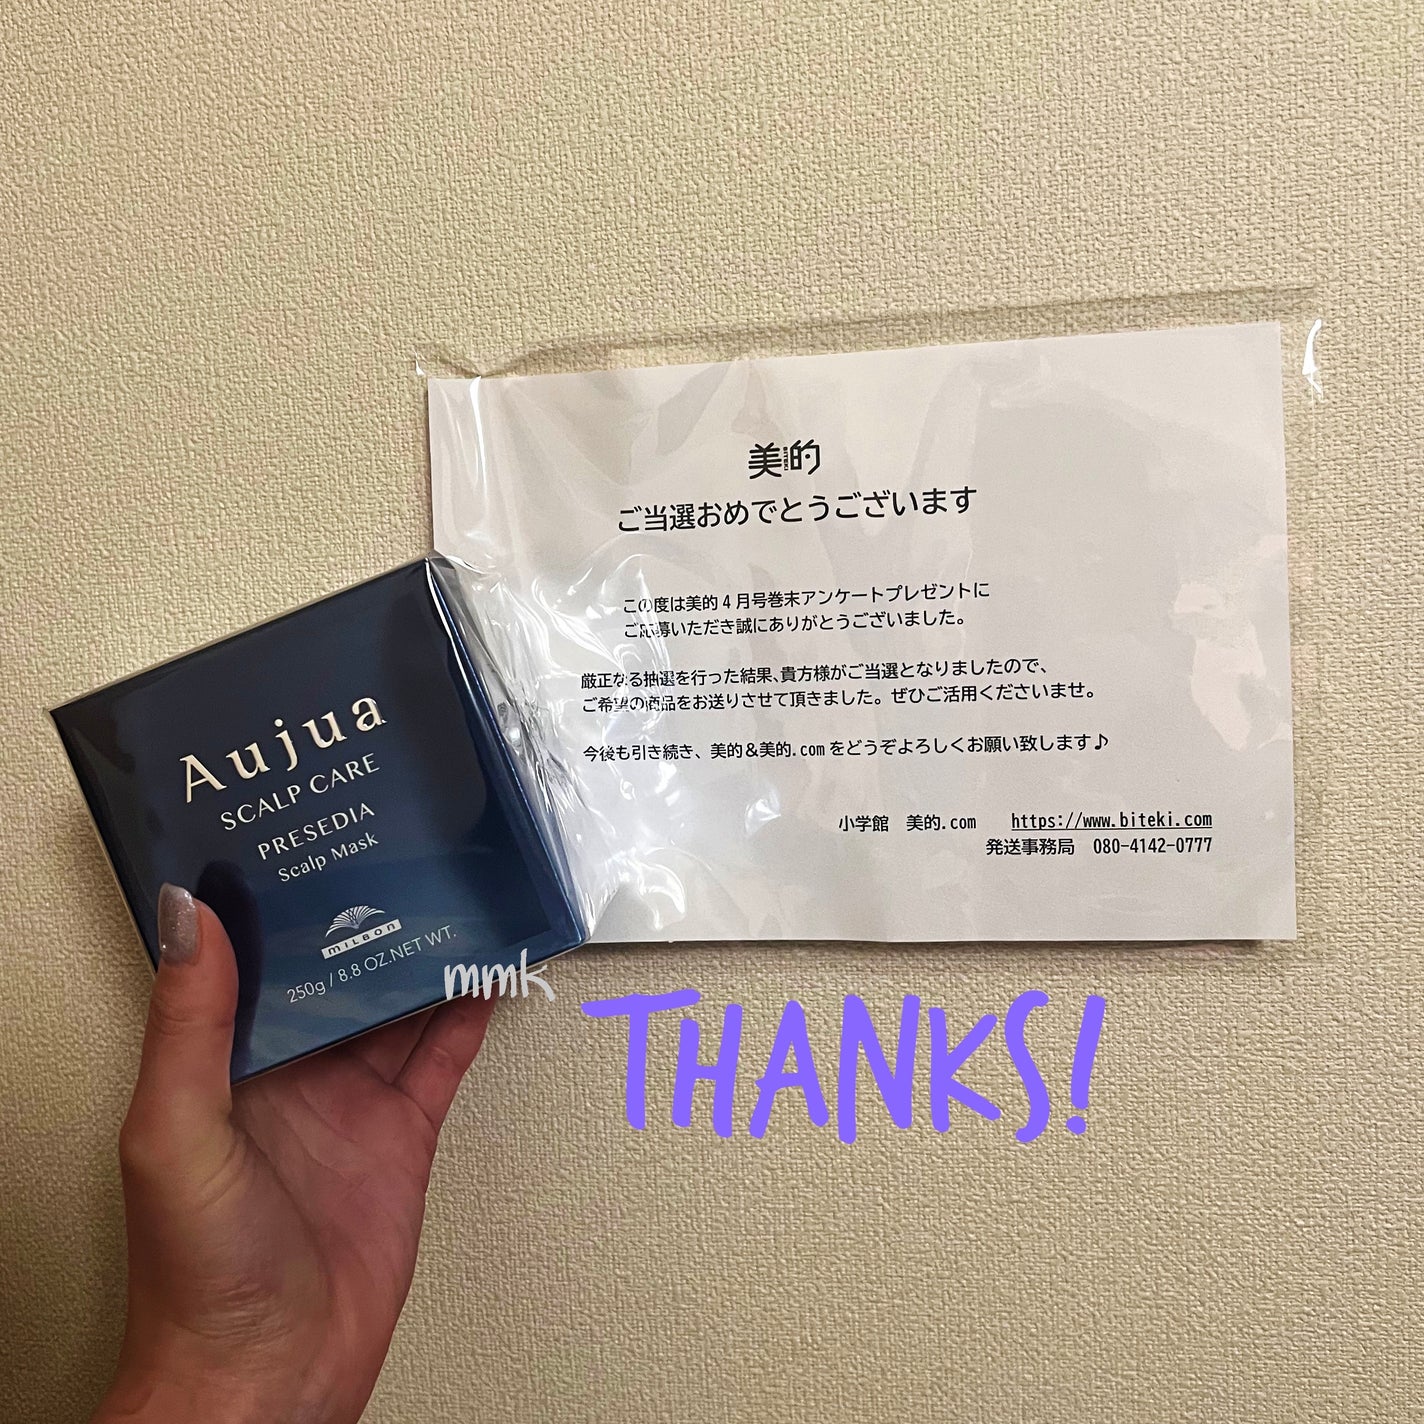 Aujua
SCALP CARE
PRESEDIA
Scalp Mask
MILBON
250g / 8.8 OZ.NET WT.
美的
ご当選おめでとうございます
この度は美的4月号巻末アンケートプレゼントに
ご応募いただき誠にありがとうございました。
厳正なる抽選を行った結果、貴方様がご当選となりましたので、
ご希望の商品をお送りさせて頂きました。ぜひご活用くださいませ。
今後も引き続き、美的＆美的.comをどうぞよろしくお願い致します♪
小学館 美的.com https://www.biteki.com
発送事務局 080-4142-0777
mmk
THANKS!